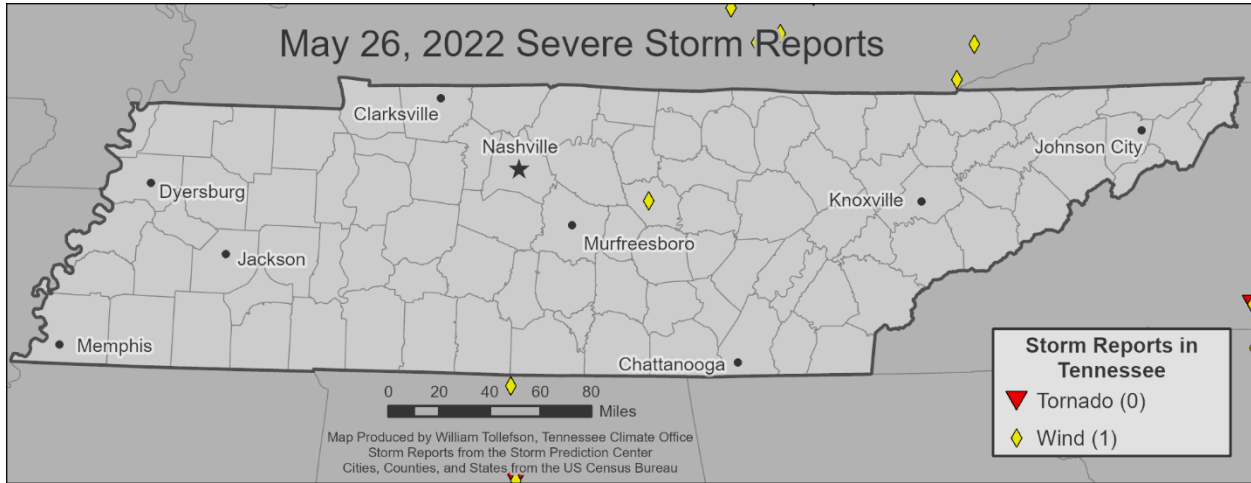 May 26, 2022 Severe Storm Reports
Clarksville
Nashville
Johnson City
Dyersburg
Knoxville
Murfreesboro
Jackson
Memphis
Chattanooga
Storm Reports in
Tennessee
Tornado (0)
Wind (1)
0 20 40 60 80
Miles
Map Produced by William Tollefson, Tennessee Climate Office
Storm Reports from the Storm Prediction Center
Cities, Counties, and States from the US Census Bureau